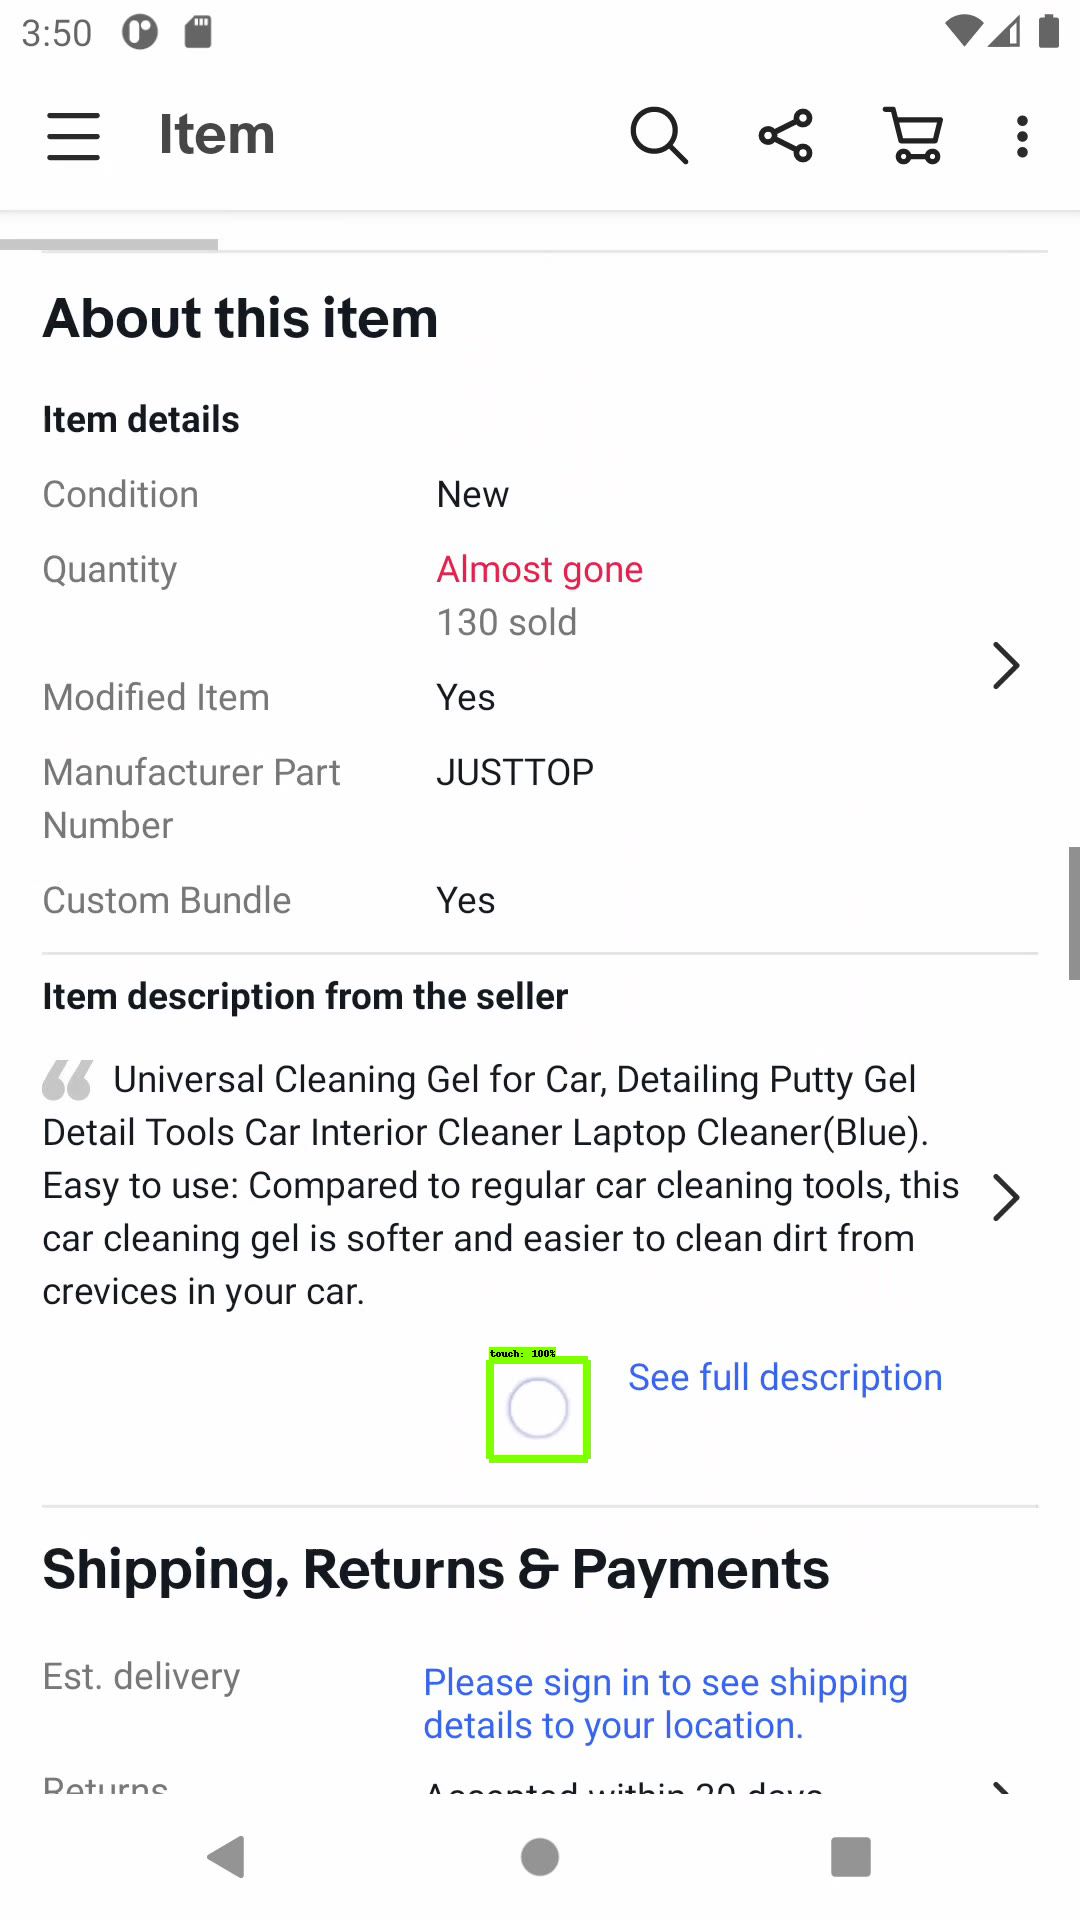 3:50
Item
About this item
Item details
Condition New
Quantity Almost gone
130 sold
Modified Item Yes
Manufacturer Part JUSTTOP
Number
Custom Bundle Yes
Item description from the seller
“ Universal Cleaning Gel for Car, Detailing Putty Gel
Detail Tools Car Interior Cleaner Laptop Cleaner(Blue).
Easy to use: Compared to regular car cleaning tools, this
car cleaning gel is softer and easier to clean dirt from
crevices in your car.
touch: 100%
See full description
Shipping, Returns & Payments
Est. delivery Please sign in to see shipping
details to your location.
Returns Accepted within 30 days